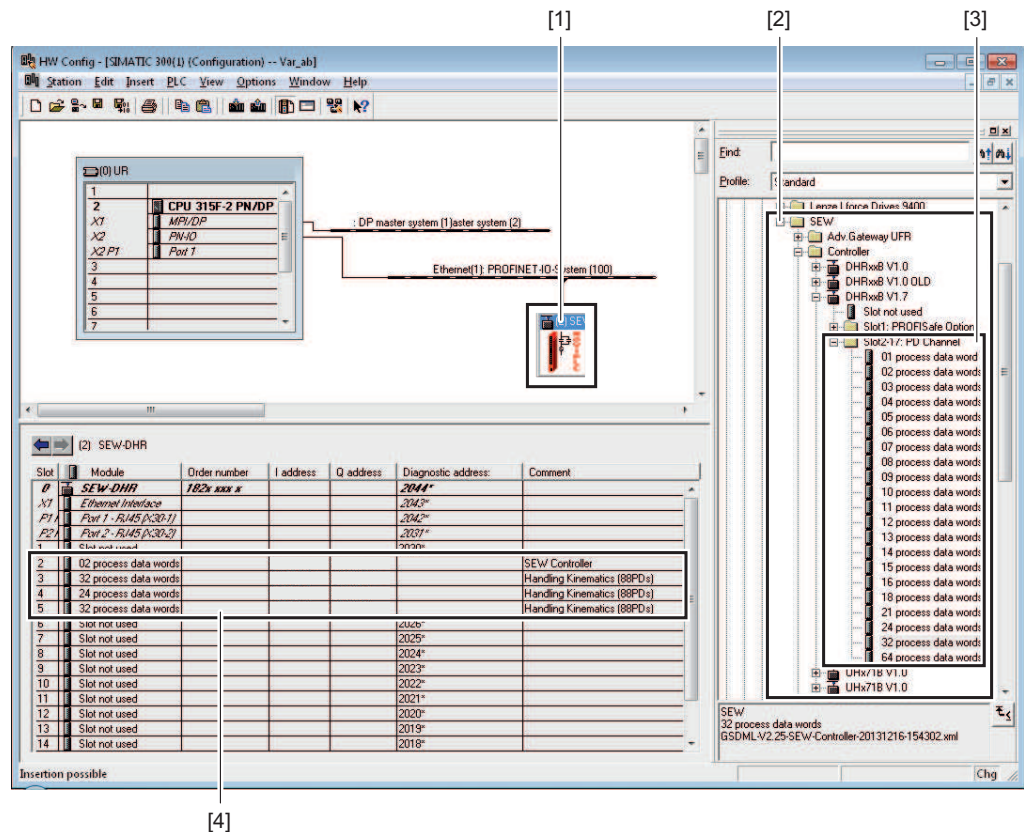 [1] [2] [3]
HW Config - [SIMATIC 300(1) (Configuration) -- Var_ab]
Station Edit Insert PLC View Options Window Help
(0) UR
1
2 CPU 315F-2 PN/DP
X1 MPI/DP
X2 PN-IO
X2 P1 Port 1
3
4
5
6
7
: DP master system (1)aster system (2)
Ethernet(1): PROFINET-IO-System (100)
SEW
Find:
Profile: Standard
Lenze Lforce Drives 9400
SEW
Adv.Gateway UFR
Controller
DHRxxB V1.0
DHRxxB V1.0 OLD
DHRxxB V1.7
Slot not used
Slot1: PROFISafe Option
Slot2-17: PD Channel
01 process data word
02 process data words
03 process data words
04 process data words
05 process data words
06 process data words
07 process data words
08 process data words
09 process data words
10 process data words
11 process data words
12 process data words
13 process data words
14 process data words
15 process data words
16 process data words
18 process data words
21 process data words
24 process data words
32 process data words
64 process data words
UHx71B V1.0
UHx71B V1.0
SEW
32 process data words
GSDML-V2.25-SEW-Controller-20131216-154302.xml
(2) SEW-DHR
Slot Module Order number I address Q address Diagnostic address: Comment
0 SEW-DHR 182x xxx x 2044*
X1 Ethernet Interface 2043*
P1 Port 1 - RJ45 (X30-1) 2042*
P2 Port 2 - RJ45 (X30-2) 2031*
1 Slot not used 2030*
2 02 process data words SEW Controller
3 32 process data words Handling Kinematics (88PDs)
4 24 process data words Handling Kinematics (88PDs)
5 32 process data words Handling Kinematics (88PDs)
6 Slot not used 2026*
7 Slot not used 2025*
8 Slot not used 2024*
9 Slot not used 2023*
10 Slot not used 2022*
11 Slot not used 2021*
12 Slot not used 2020*
13 Slot not used 2019*
14 Slot not used 2018*
Insertion possible Chg
[4]